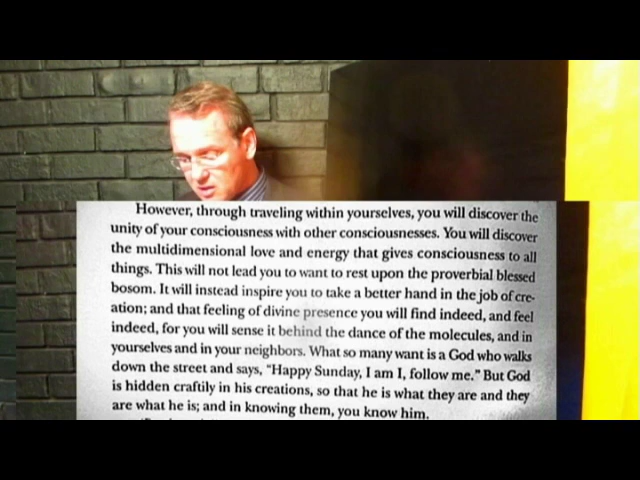 However, through traveling within yourselves, you will discover the
unity of your consciousness with other consciousnesses. You will discover
the multidimensional love and energy that gives consciousness to all
things. This will not lead you to want to rest upon the proverbial blessed
bosom. It will instead inspire you to take a better hand in the job of cre-
ation; and that feeling of divine presence you will find indeed, and feel
indeed, for you will sense it behind the dance of the molecules, and in
yourselves and in your neighbors. What so many want is a God who walks
down the street and says, “Happy Sunday, I am I, follow me.” But God
is hidden craftily in his creations, so that he is what they are and they
are what he is; and in knowing them, you know him.